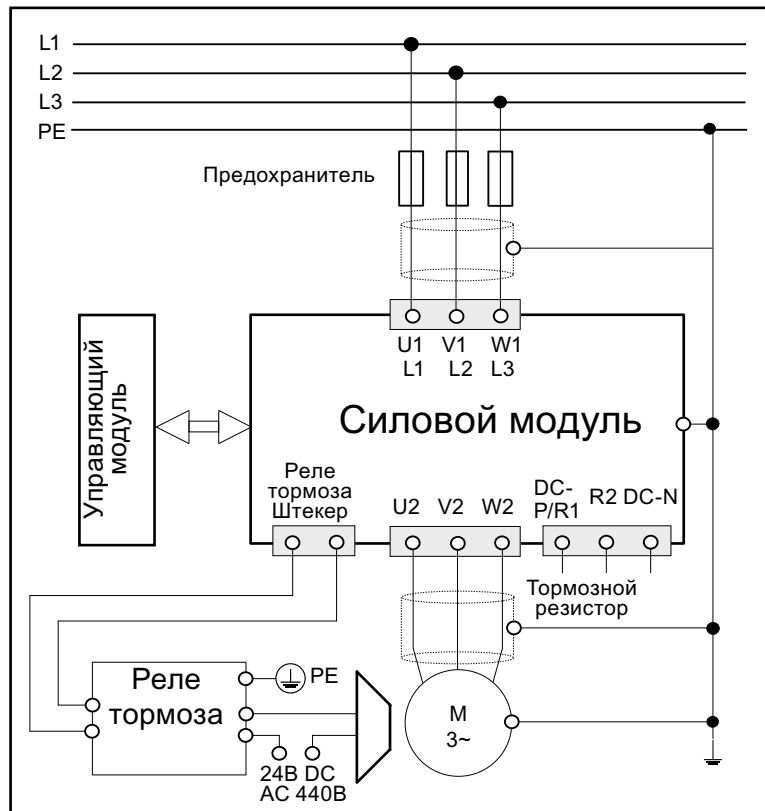 L1
L2
L3
PE
Предохранитель
U1 V1 W1
L1 L2 L3
Управляющий
модуль
Силовой модуль
Реле
тормоза
Штекер
U2 V2 W2
DC-
P/R1 R2 DC-N
Тормозной
резистор
Реле
тормоза
PE
M
3~
24В DC
AC 440В